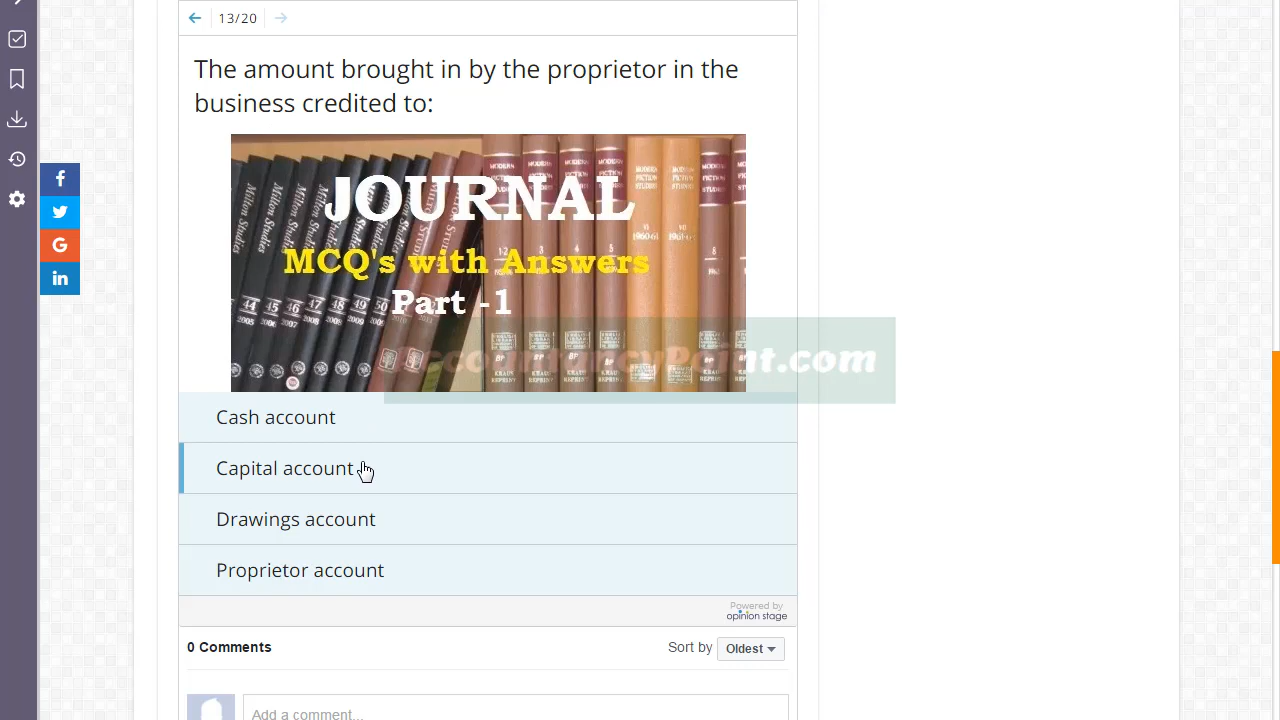 13/20
The amount brought in by the proprietor in the
business credited to:
JOURNAL
MCQ's with Answers
Part -1
AccountancyPoint.com
Cash account
Capital account
Drawings account
Proprietor account
Powered by
opinion stage
0 Comments
Sort by
Oldest
Add a comment...